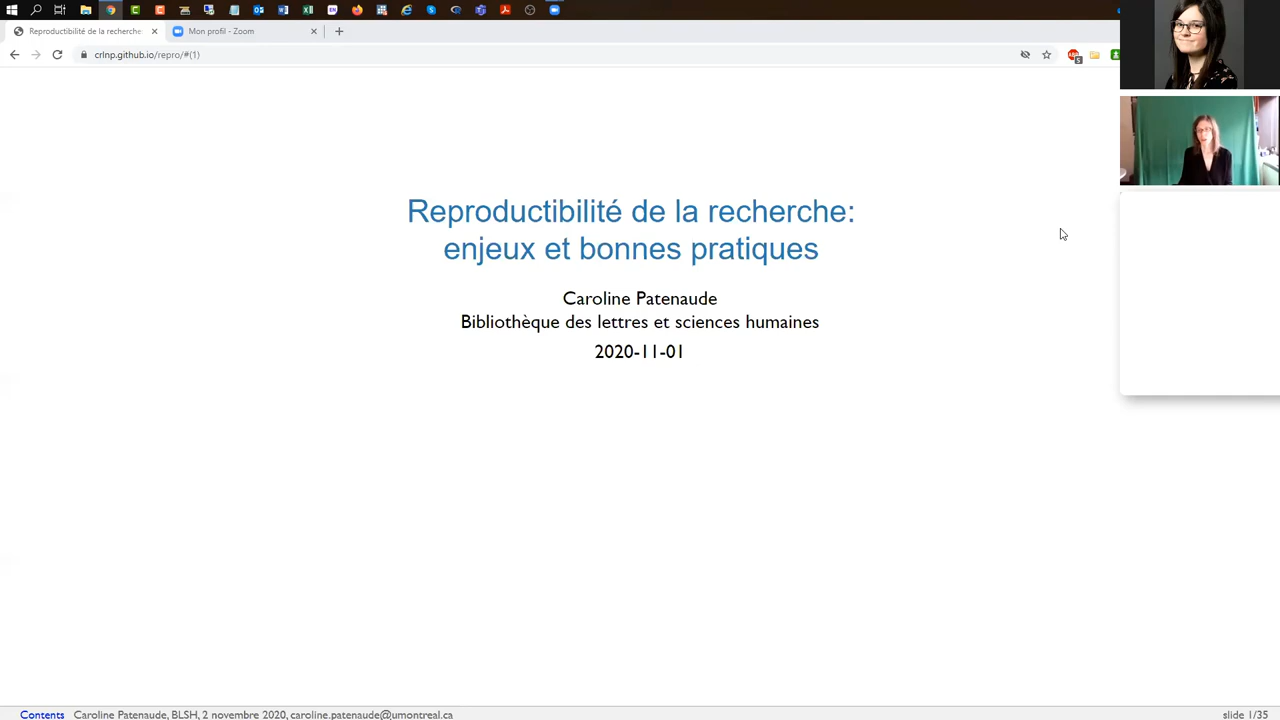 Reproductibilité de la recherche:
Mon profil - Zoom
crlnp.github.io/repro/#(1)
Reproductibilité de la recherche:
enjeux et bonnes pratiques
Caroline Patenaude
Bibliothèque des lettres et sciences humaines
2020-11-01
Contents Caroline Patenaude, BLSH, 2 novembre 2020, caroline.patenaude@umontreal.ca
slide 1/35